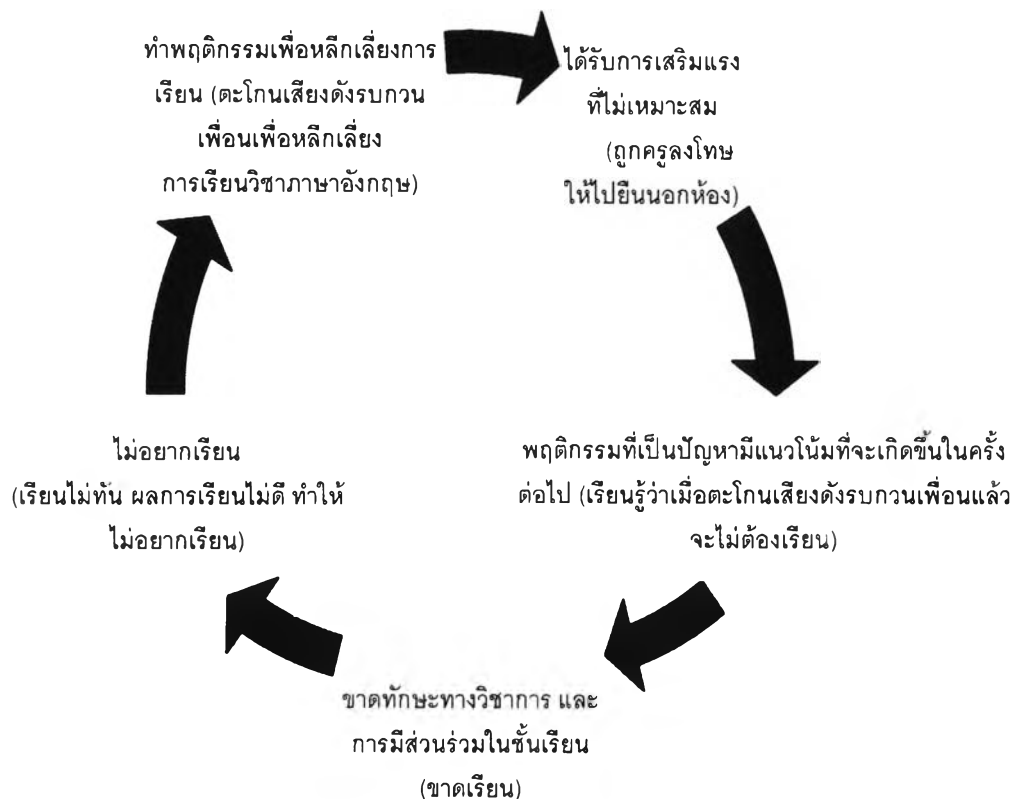 ทำพฤติกรรมเพื่อหลีกเลี่ยงการ
เรียน (ตะโกนเสียงดังรบกวน
เพื่อนเพื่อหลีกเลี่ยง
การเรียนวิชาภาษาอังกฤษ)
ได้รับการเสริมแรง
ที่ไม่เหมาะสม
(ถูกครูลงโทษ
ให้ไปยืนนอกห้อง)
พฤติกรรมที่เป็นปัญหามีแนวโน้มที่จะเกิดขึ้นในครั้ง
ต่อไป (เรียนรู้ว่าเมื่อตะโกนเสียงดังรบกวนเพื่อนแล้ว
จะไม่ต้องเรียน)
ขาดทักษะทางวิชาการ และ
การมีส่วนร่วมในชั้นเรียน
(ขาดเรียน)
ไม่อยากเรียน
(เรียนไม่ทัน ผลการเรียนไม่ดี ทำให้
ไม่อยากเรียน)